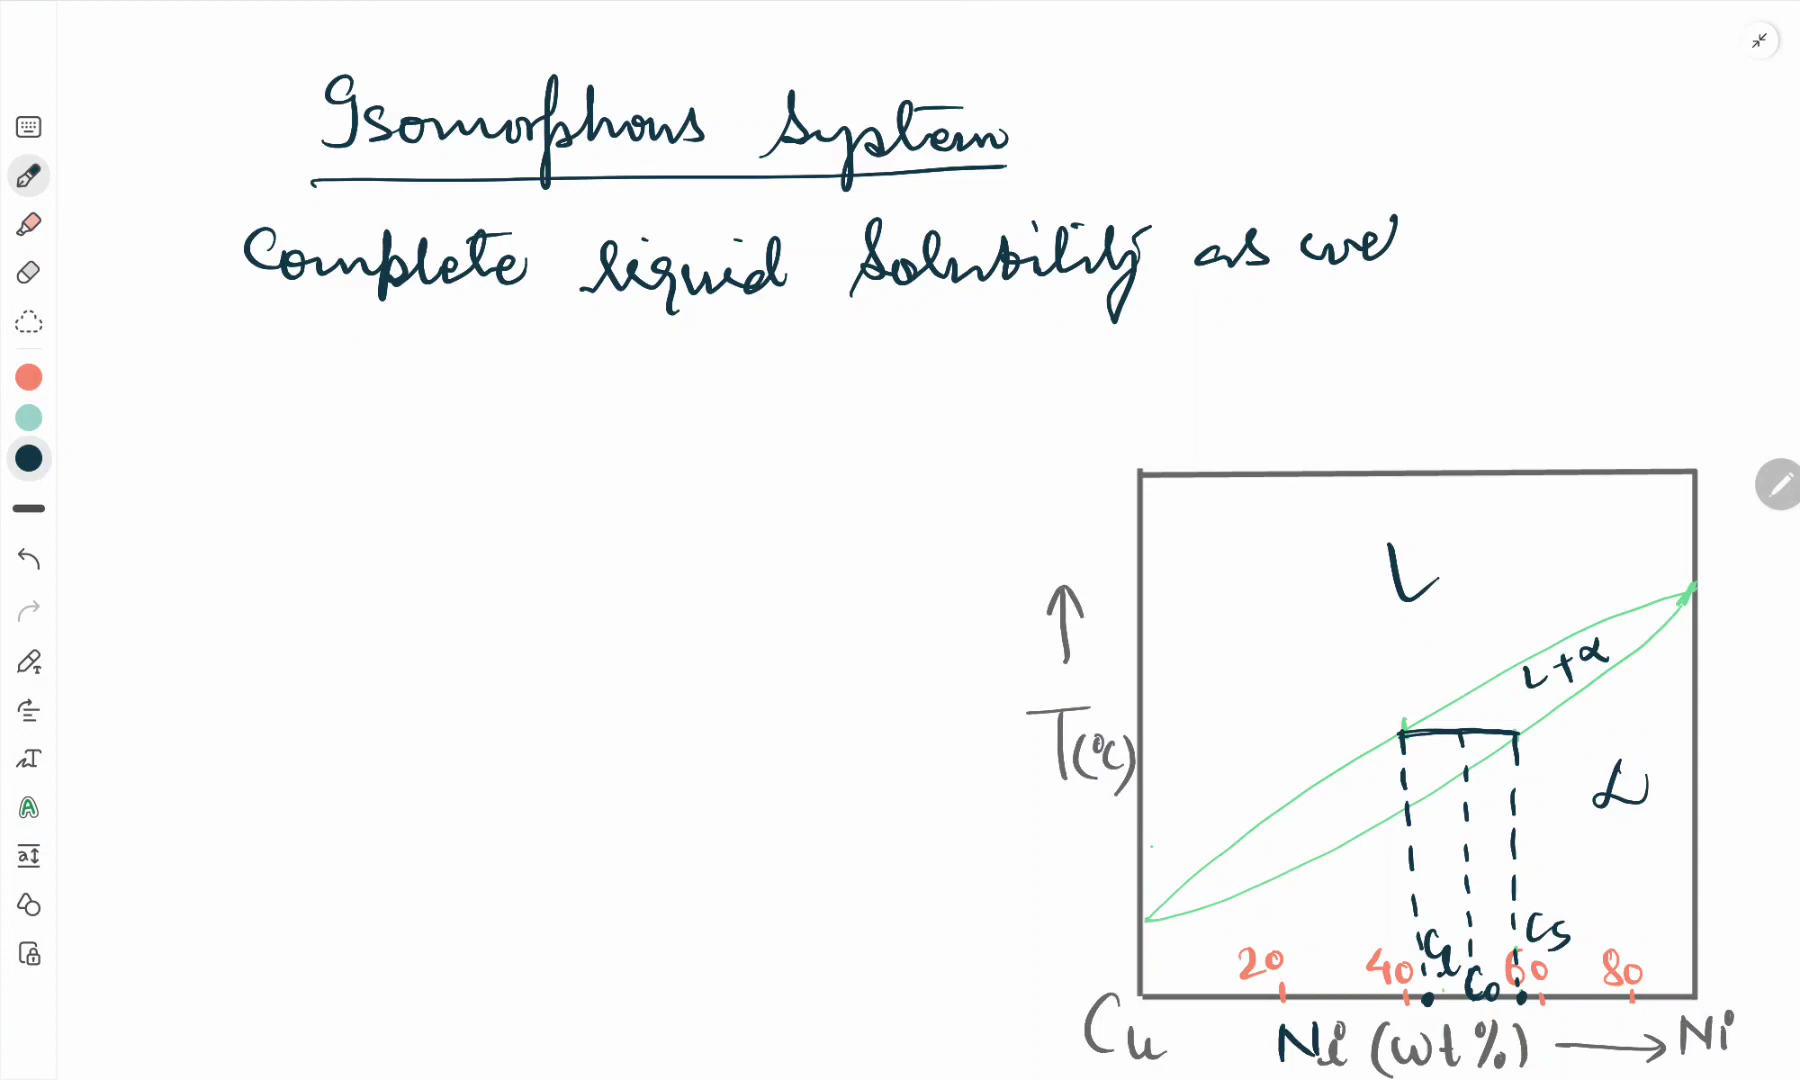 Isomorphous System
Complete liquid Solubility as we
L
L+α
T(°C)
α
Cl
Cs
20
40
Co
60
80
Cu
Ni (wt%) → Ni